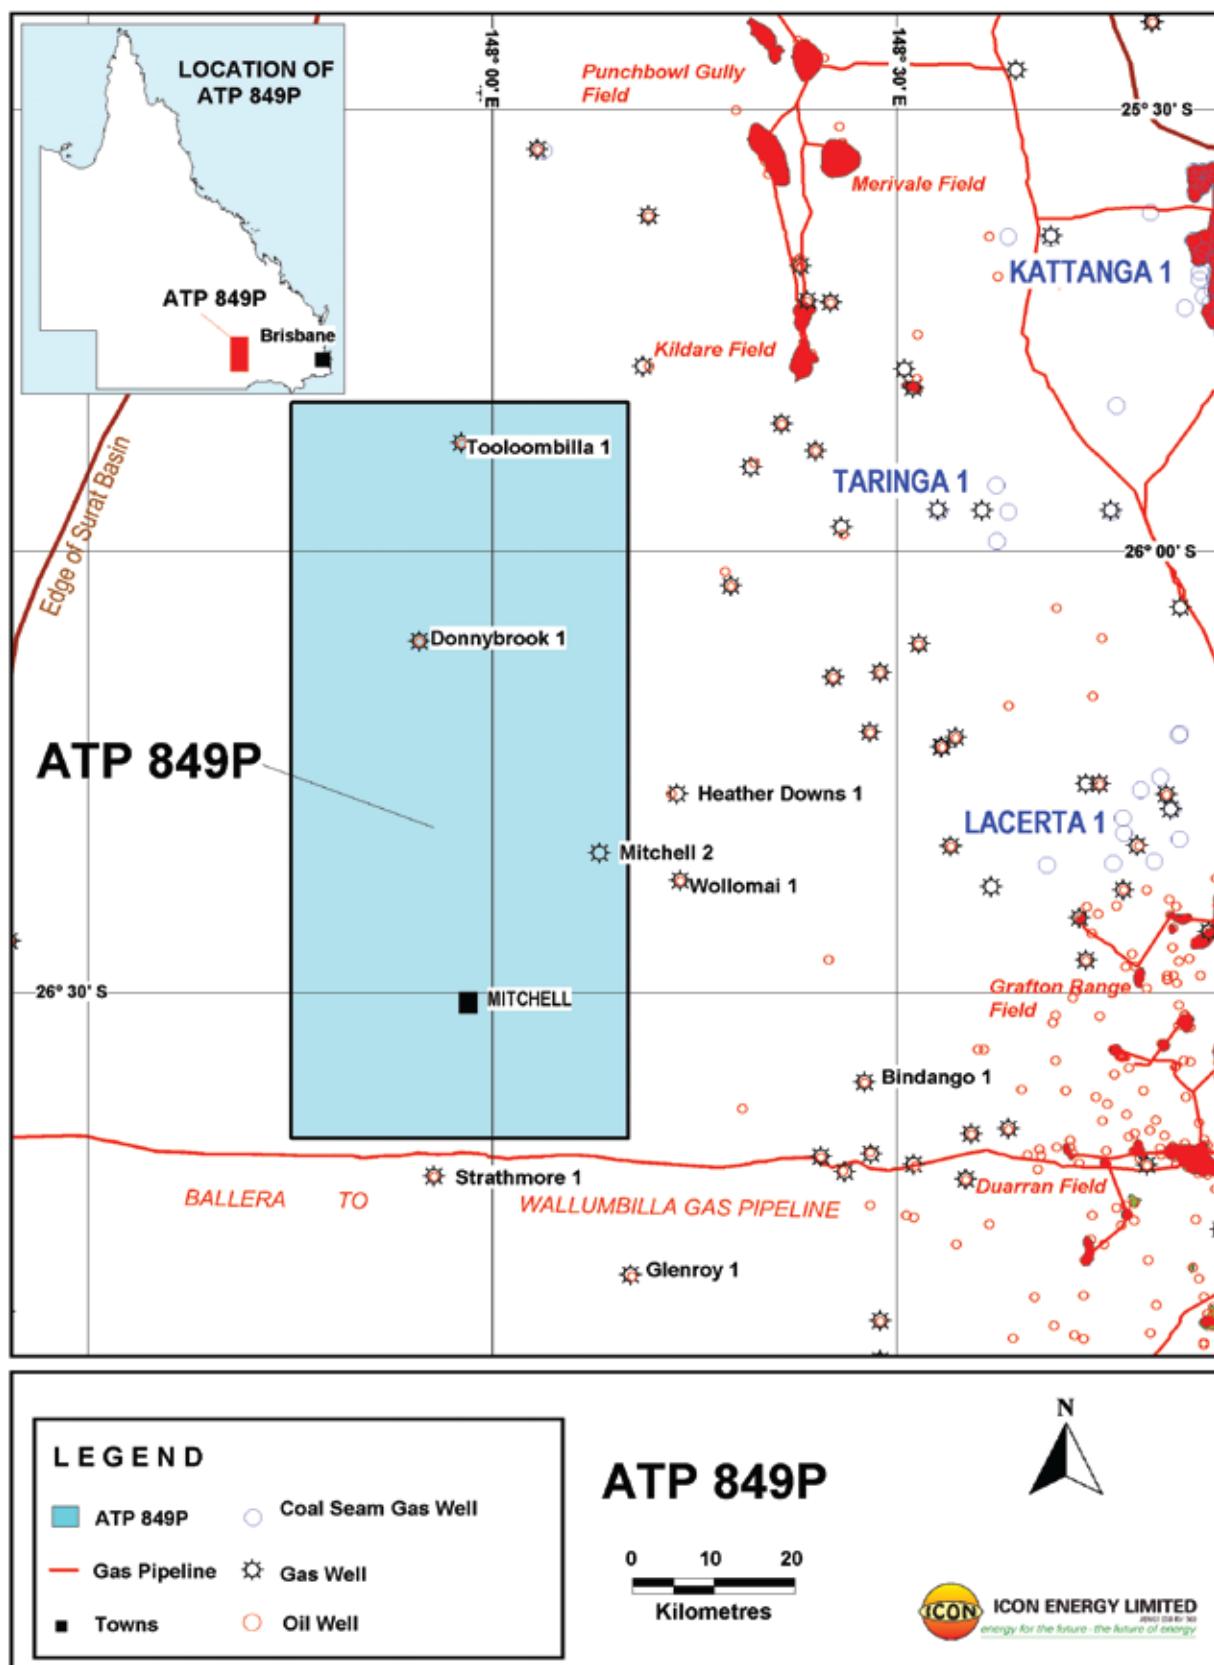 LOCATION OF
ATP 849P
ATP 849P
Brisbane
148° 00' E
148° 30' E
25° 30' S
Punchbowl Gully
Field
Merivale Field
KATTANGA 1
Kildare Field
Edge of Surat Basin
Tooloombilla 1
TARINGA 1
26° 00' S
Donnybrook 1
ATP 849P
Heather Downs 1
LACERTA 1
Mitchell 2
Wollomai 1
26° 30' S
MITCHELL
Grafton Range
Field
Bindango 1
Strathmore 1
Duarran Field
BALLERA TO WALLUMBILLA GAS PIPELINE
Glenroy 1
LEGEND
ATP 849P
Coal Seam Gas Well
Gas Pipeline
Gas Well
Towns
Oil Well
ATP 849P
0 10 20
Kilometres
N
ICON
ICON ENERGY LIMITED
energy for the future - the future of energy